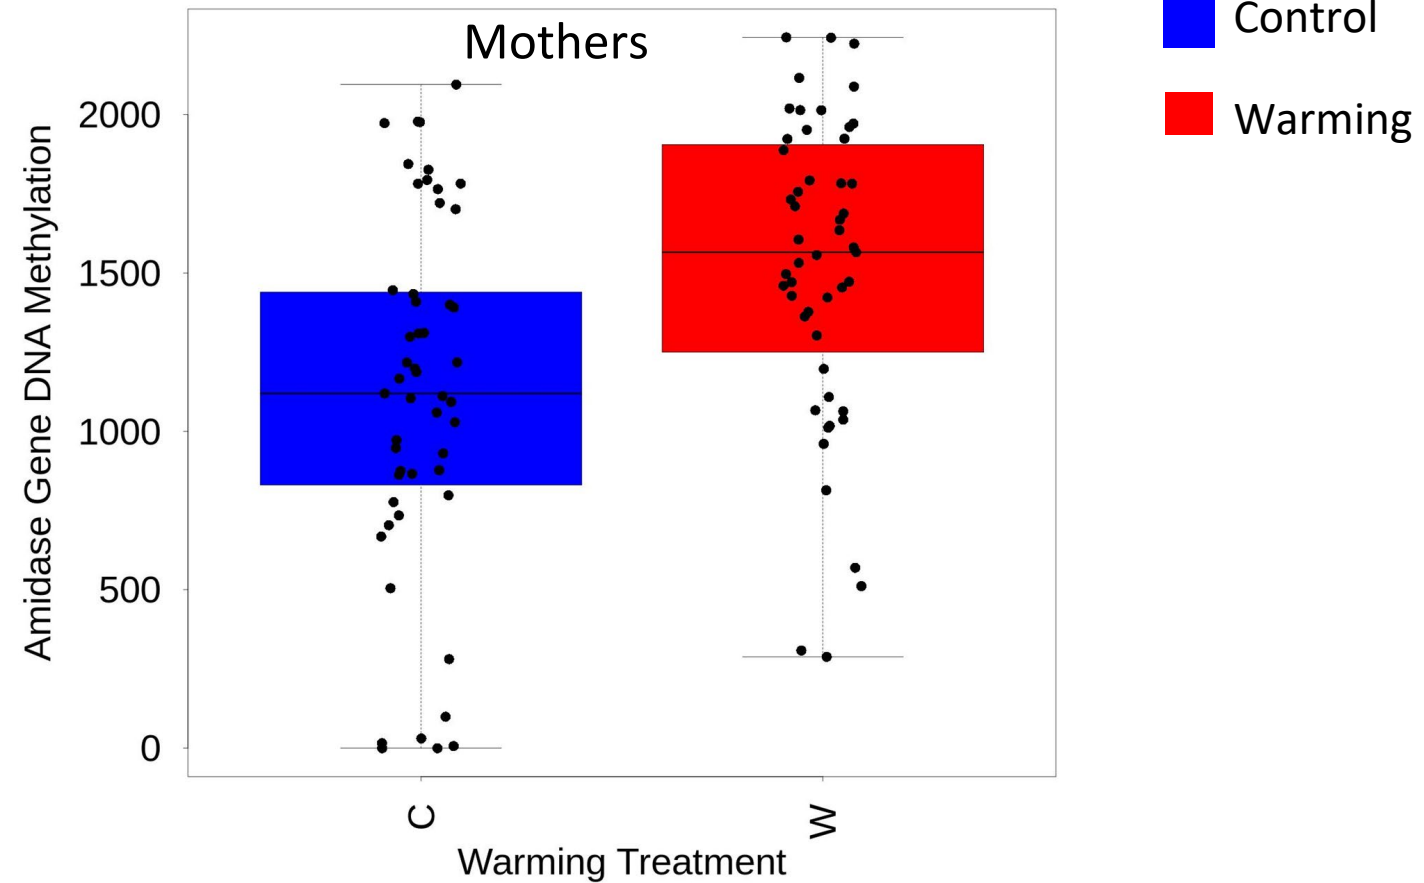 Mothers
Control
Warming
Amidase Gene DNA Methylation
2000
1500
1000
500
0
C
W
Warming Treatment